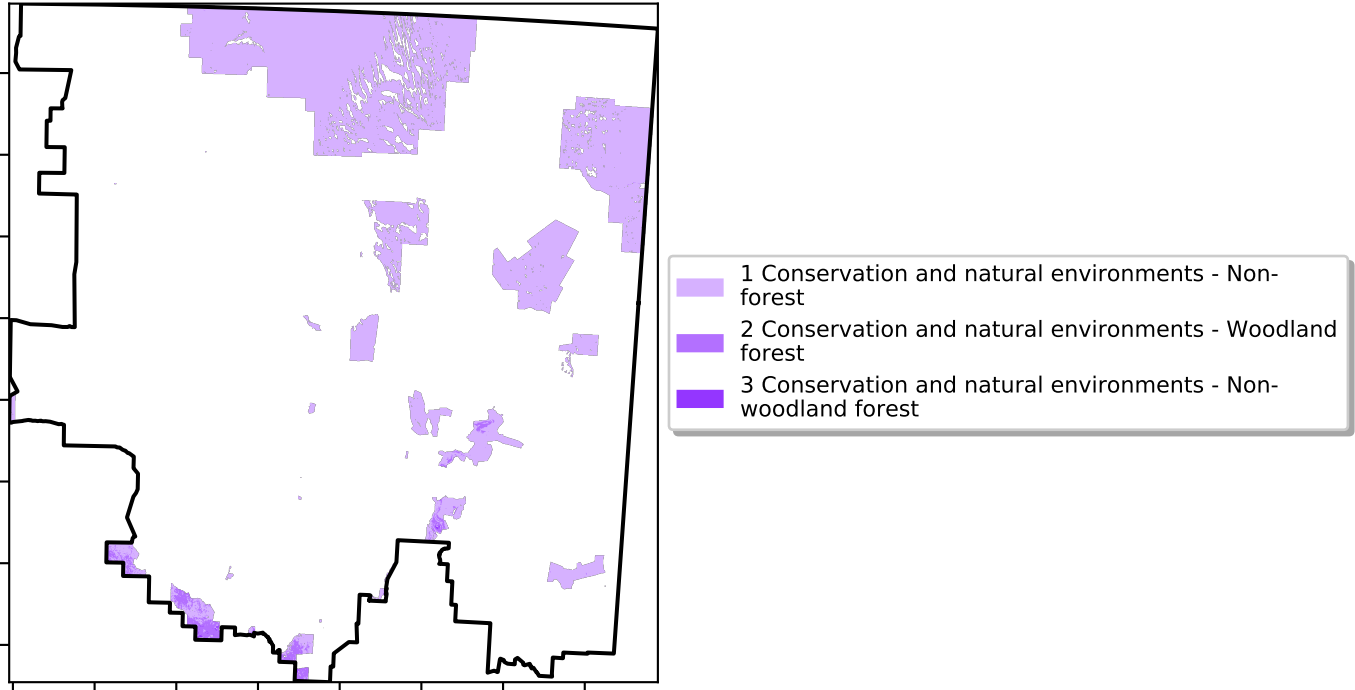 1 Conservation and natural environments - Non-
forest
2 Conservation and natural environments - Woodland
forest
3 Conservation and natural environments - Non-
woodland forest